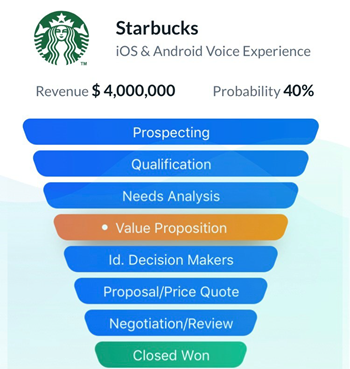 Starbucks
iOS & Android Voice Experience
Revenue $ 4,000,000 Probability 40%
Prospecting
Qualification
Needs Analysis
Value Proposition
Id. Decision Makers
Proposal/Price Quote
Negotiation/Review
Closed Won
TM